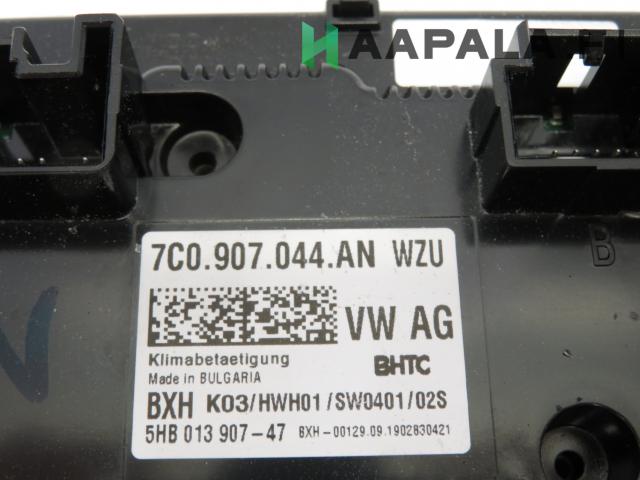 HAAPALA.FI
7C0.907.044.AN WZU
VW AG
Klimabetaetigung
BHTC
Made in BULGARIA
BXH K03/HWH01/SW0401/02S
5HB 013 907-47 BXH-00129.09.1902830421
B